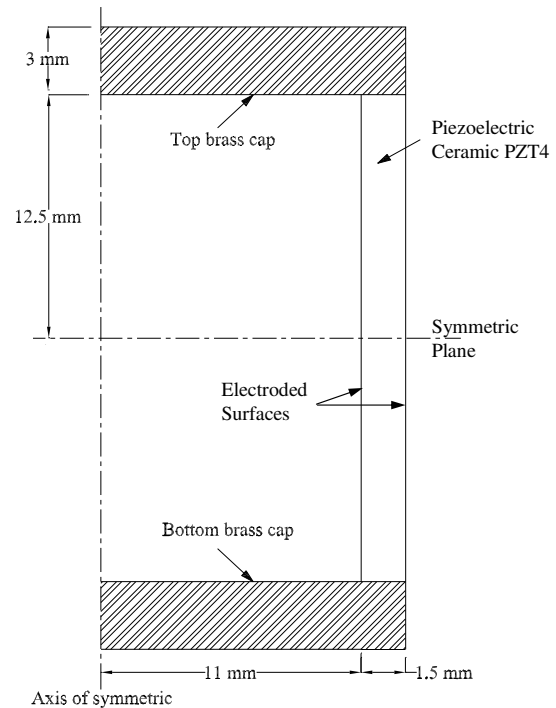 3 mm
Top brass cap
Piezoelectric
Ceramic PZT4
12.5 mm
Symmetric
Plane
Electroded
Surfaces
Bottom brass cap
11 mm
1.5 mm
Axis of symmetric